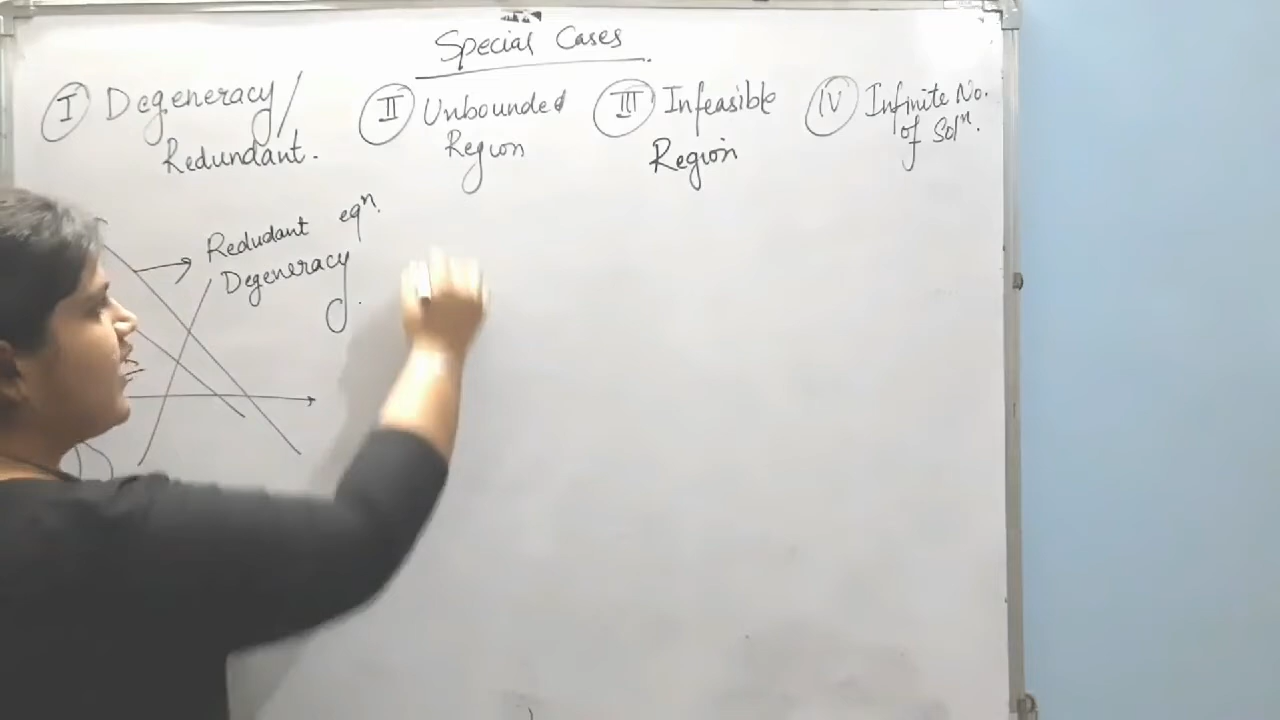 Special Cases
I Degeneracy/
Redundant.
II Unbounded
Region
III Infeasible
Region
IV Infinite No.
of Solⁿ.
Redudant eqⁿ.
Degeneracy